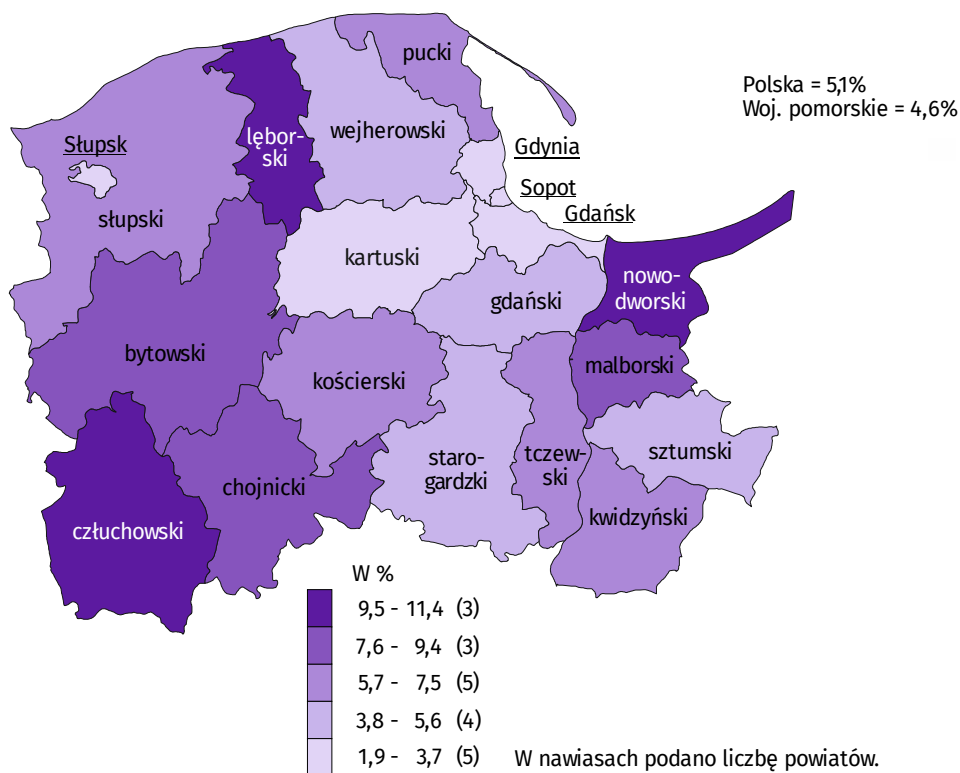 pucki
Polska = 5,1%
Woj. pomorskie = 4,6%
lębor-
ski
wejherowski
Słupsk
Gdynia
Sopot
Gdańsk
słupski
kartuski
nowo-
dworski
gdański
bytowski
kościerski
malborski
staro-
gardzki
tczew-
ski
sztumski
chojnicki
kwidzyński
człuchowski
W %
9,5 - 11,4 (3)
7,6 - 9,4 (3)
5,7 - 7,5 (5)
3,8 - 5,6 (4)
1,9 - 3,7 (5)
W nawiasach podano liczbę powiatów.